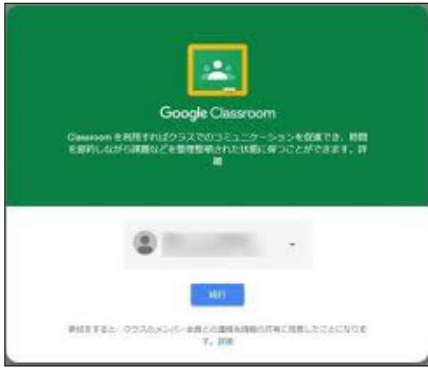 Google Classroom
Classroom を利用すればクラスでのコミュニケーションを促進でき、時間
を節約しながら課題などを整理整頓された状態に保つことができます。詳
細
続行
参加すると、クラスのメンバー全員との連絡先情報の共有に同意したことになりま
す。詳細